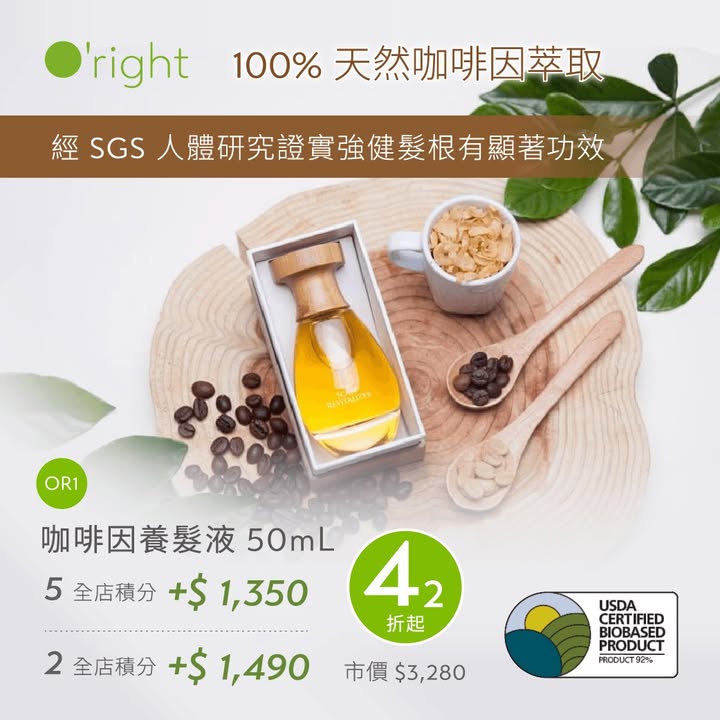 O'right
100% 天然咖啡因萃取
經 SGS 人體研究證實強健髮根有顯著功效
SCALP
REVITALIZER
OR1
咖啡因養髮液 50mL
5 全店積分 +$ 1,350
2 全店積分 +$ 1,490
42
折起
市價 $3,280
USDA
CERTIFIED
BIOBASED
PRODUCT
PRODUCT 92%